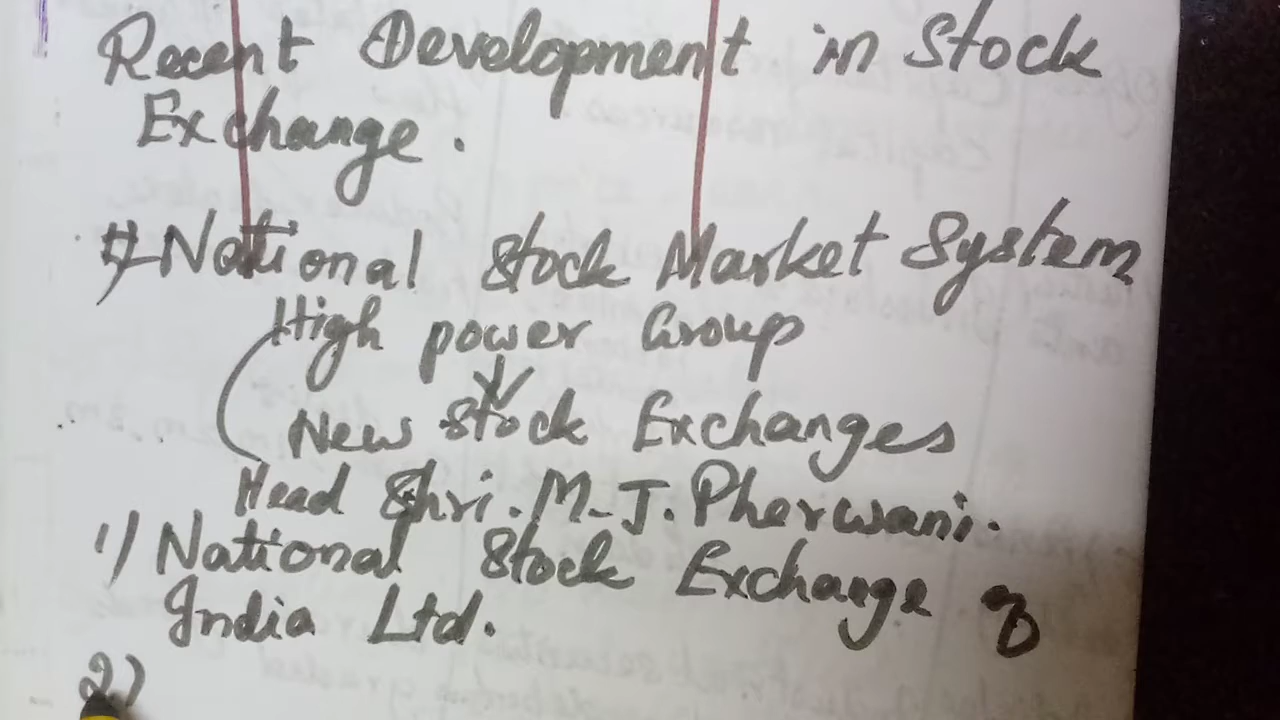 Recent Development in Stock
Exchange.
# National Stock Market System
High power Group
New Stock Exchanges
Head Shri. M. J. Pherwani.
1) National Stock Exchange of
India Ltd.
2)